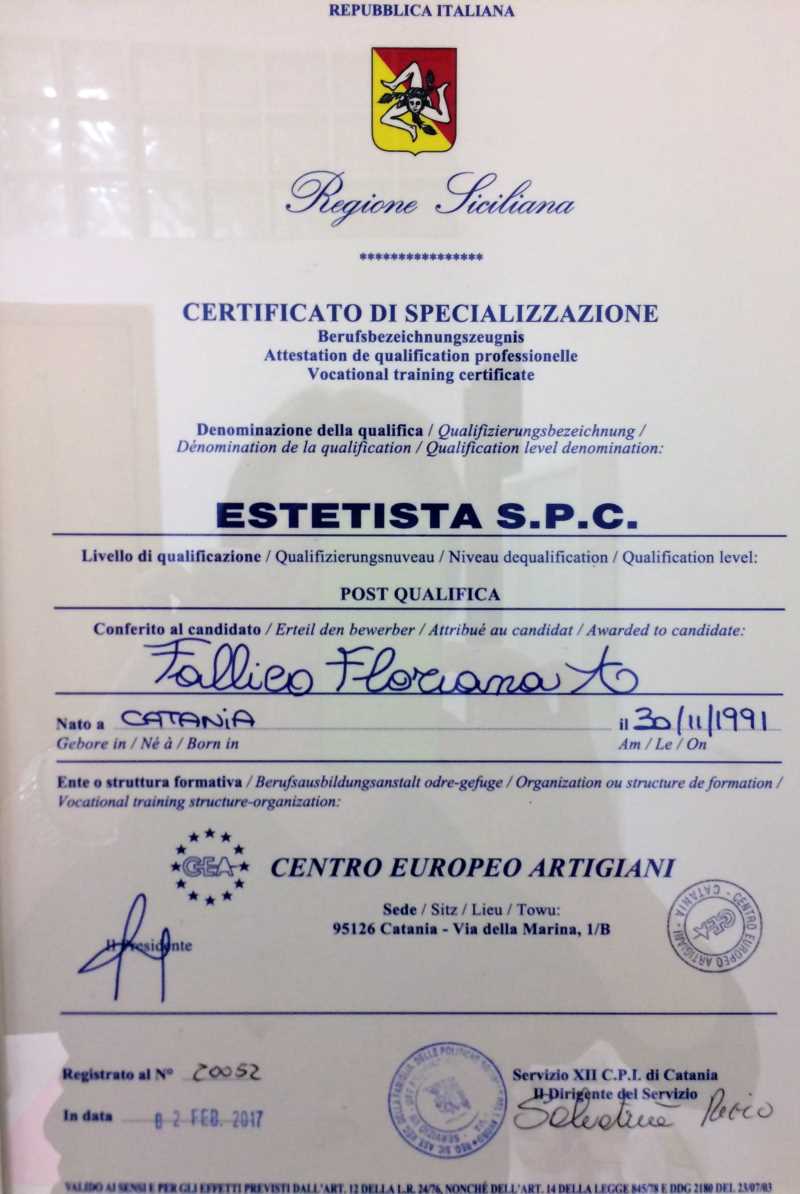 REPUBBLICA ITALIANA
Regione Siciliana
****************
CERTIFICATO DI SPECIALIZZAZIONE
Berufsbezeichnungszeugnis
Attestation de qualification professionelle
Vocational training certificate
Denominazione della qualifica / Qualifizierungsbezeichnung /
Dénomination de la qualification / Qualification level denomination:
ESTETISTA S.P.C.
Livello di qualificazione / Qualifizierungsnuveau / Niveau dequalification / Qualification level:
POST QUALIFICA
Conferito al candidato / Erteil den bewerber / Attribué au candidat / Awarded to candidate:
Fallico Floriana
Nato a CATANIA il 30/11/1991
Gebore in / Né à / Born in Am / Le / On
Ente o struttura formativa / Berufsausbildungsanstalt odre-gefuge / Organization ou structure de formation /
Vocational training structure-organization:
CEA CENTRO EUROPEO ARTIGIANI
Sede / Sitz / Lieu / Towu:
95126 Catania - Via della Marina, 1/B
CENTRO EUROPEO ARTIGIANI - CATANIA -
CEA
Il Presidente
Registrato al N° 20052
Servizio XII C.P.I. di Catania
Il Dirigente del Servizio
In data 02 FEB. 2017
VALIDO AI SENSI E PER GLI EFFETTI PREVISTI DALL'ART. 12 DELLA L.R. 24/76, NONCHÉ DELL'ART. 14 DELLA LEGGE 845/78 E DDG 2180 DEL 23/07/03